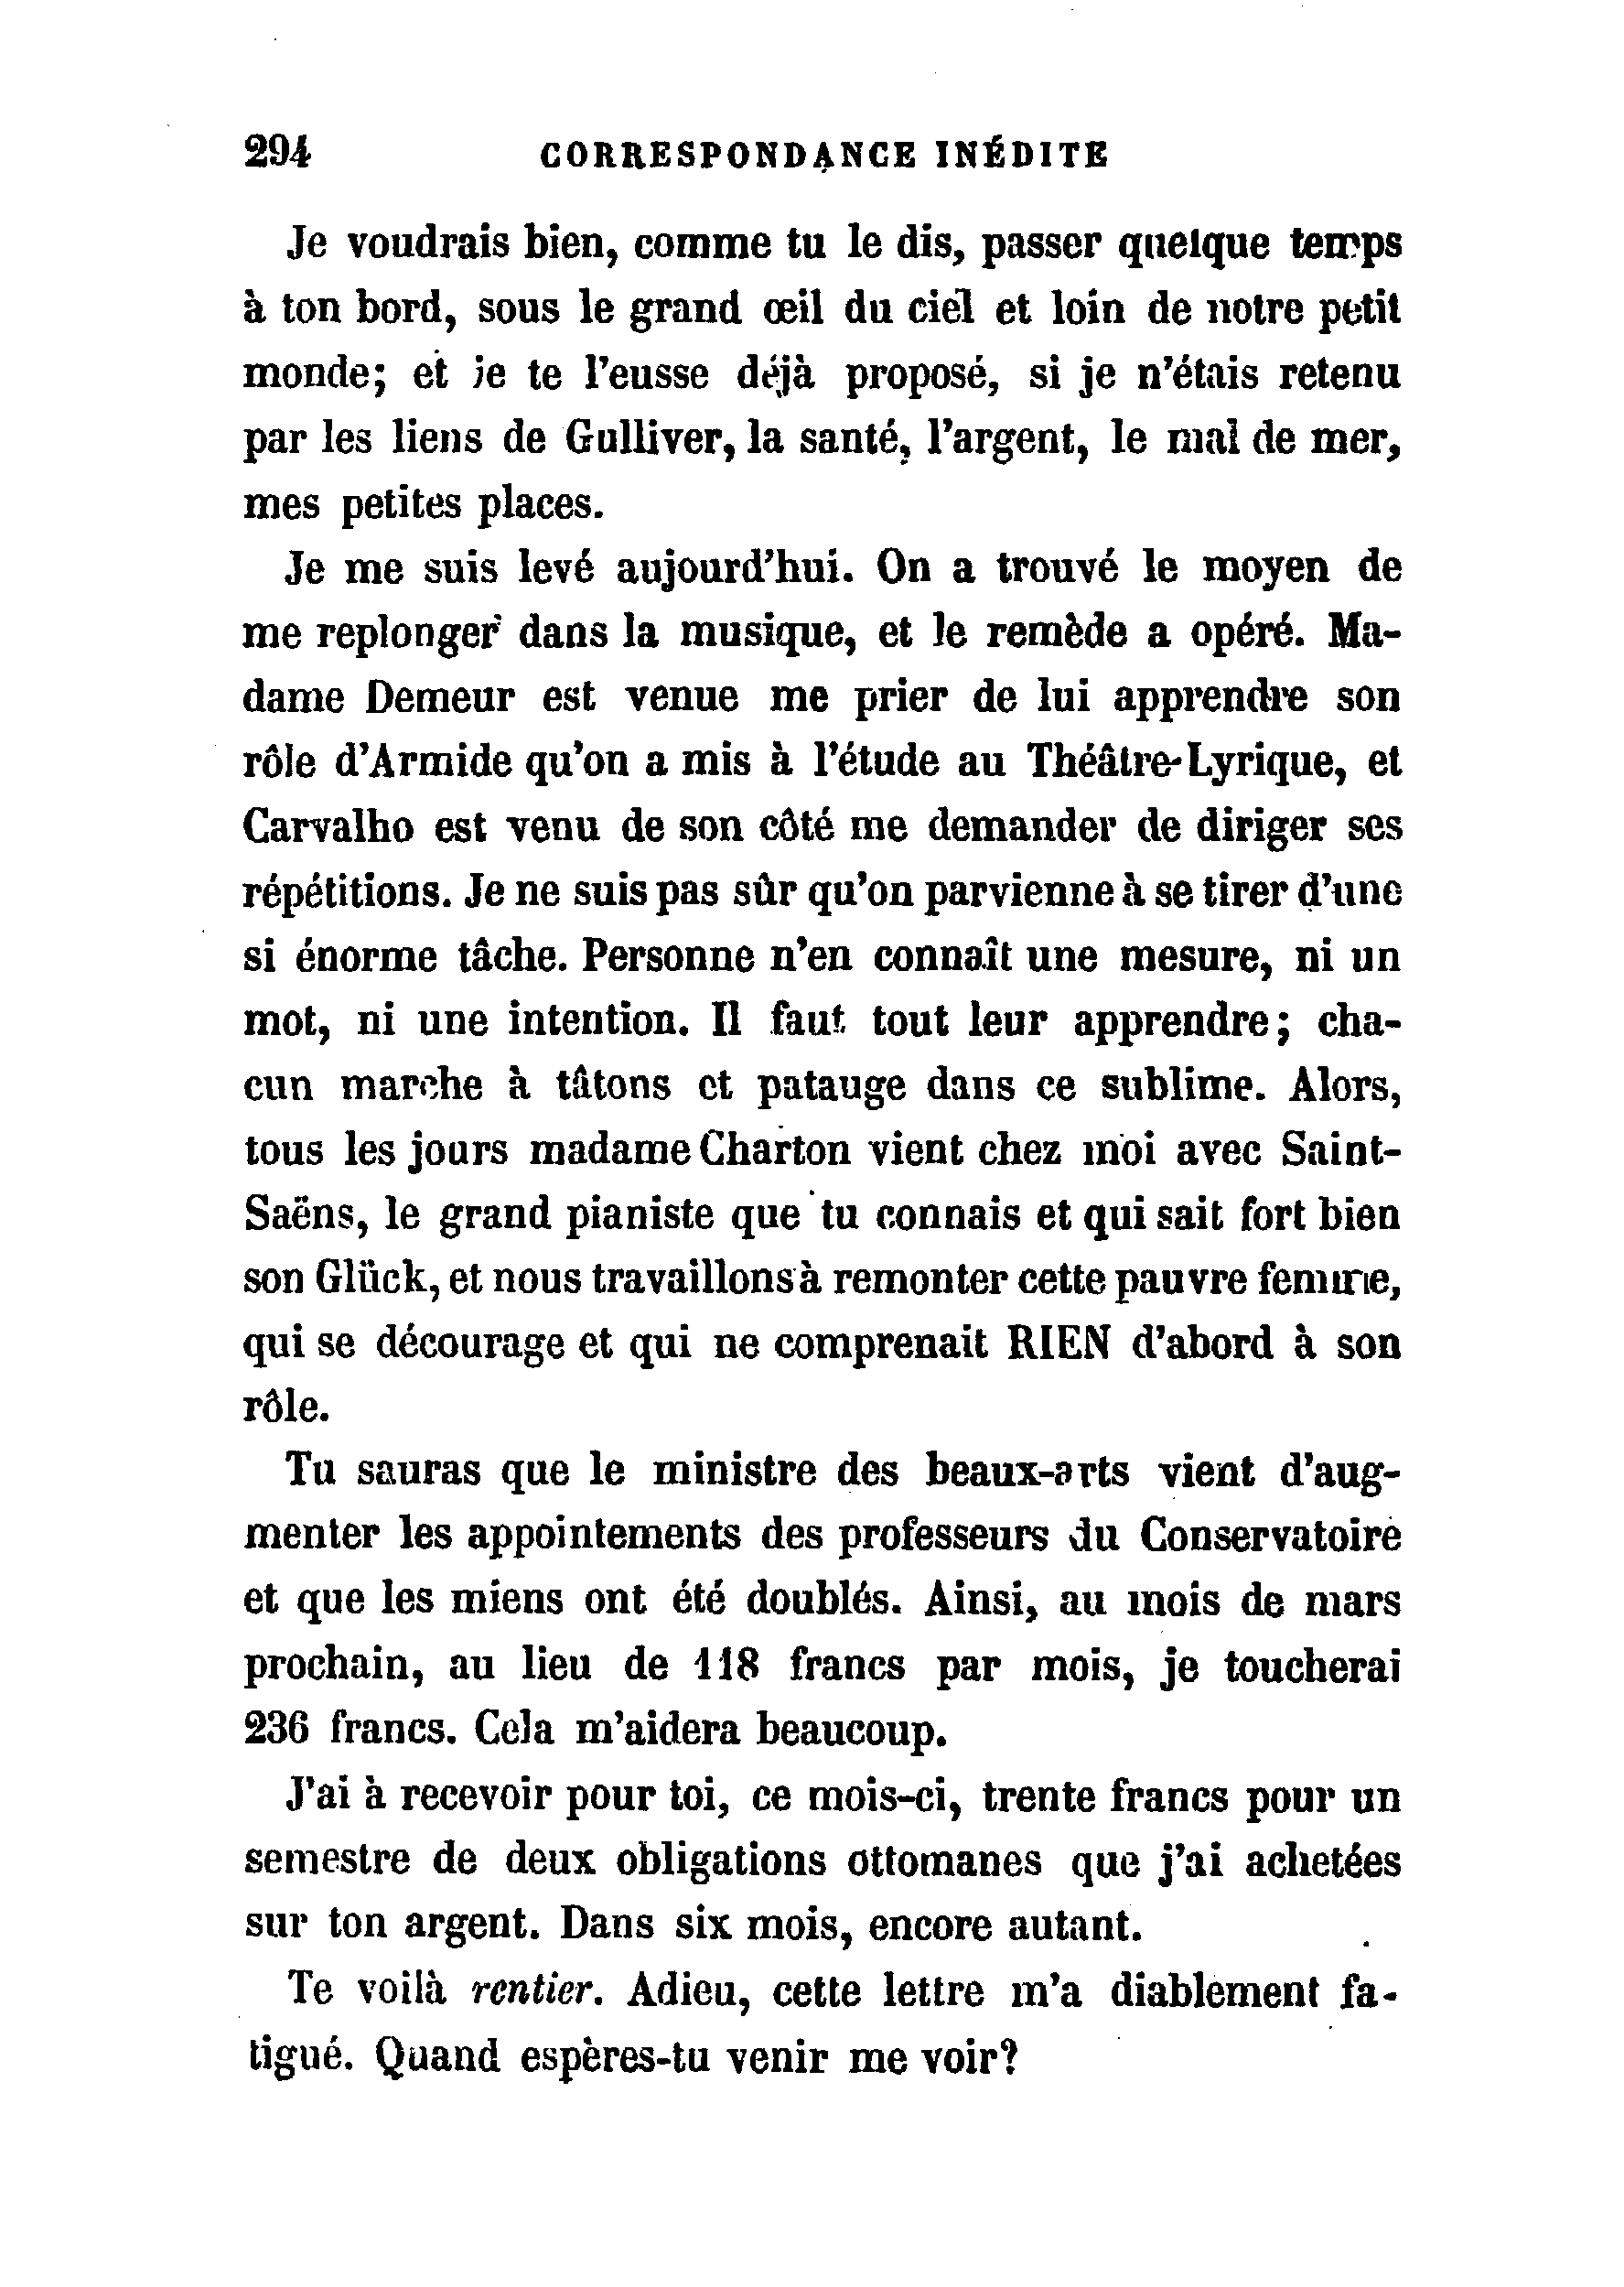 294 CORRESPONDANCE INÉDITE
Je voudrais bien, comme tu le dis, passer quelque temps
à ton bord, sous le grand œil du ciel et loin de notre petit
monde; et je te l'eusse déjà proposé, si je n'étais retenu
par les liens de Gulliver, la santé, l'argent, le mal de mer,
mes petites places.
Je me suis levé aujourd'hui. On a trouvé le moyen de
me replonger dans la musique, et le remède a opéré. Ma-
dame Demeur est venue me prier de lui apprendre son
rôle d'Armide qu'on a mis à l'étude au Théâtre-Lyrique, et
Carvalho est venu de son côté me demander de diriger ses
répétitions. Je ne suis pas sûr qu'on parvienne à se tirer d'une
si énorme tâche. Personne n'en connaît une mesure, ni un
mot, ni une intention. Il faut tout leur apprendre; cha-
cun marche à tâtons et patauge dans ce sublime. Alors,
tous les jours madame Charton vient chez moi avec Saint-
Saëns, le grand pianiste que tu connais et qui sait fort bien
son Glück, et nous travaillons à remonter cette pauvre femme,
qui se décourage et qui ne comprenait RIEN d'abord à son
rôle.
Tu sauras que le ministre des beaux-arts vient d'aug-
menter les appointements des professeurs du Conservatoire
et que les miens ont été doublés. Ainsi, au mois de mars
prochain, au lieu de 118 francs par mois, je toucherai
236 francs. Cela m'aidera beaucoup.
J'ai à recevoir pour toi, ce mois-ci, trente francs pour un
semestre de deux obligations ottomanes que j'ai achetées
sur ton argent. Dans six mois, encore autant.
Te voilà rentier. Adieu, cette lettre m'a diablement fa-
tigué. Quand espères-tu venir me voir?